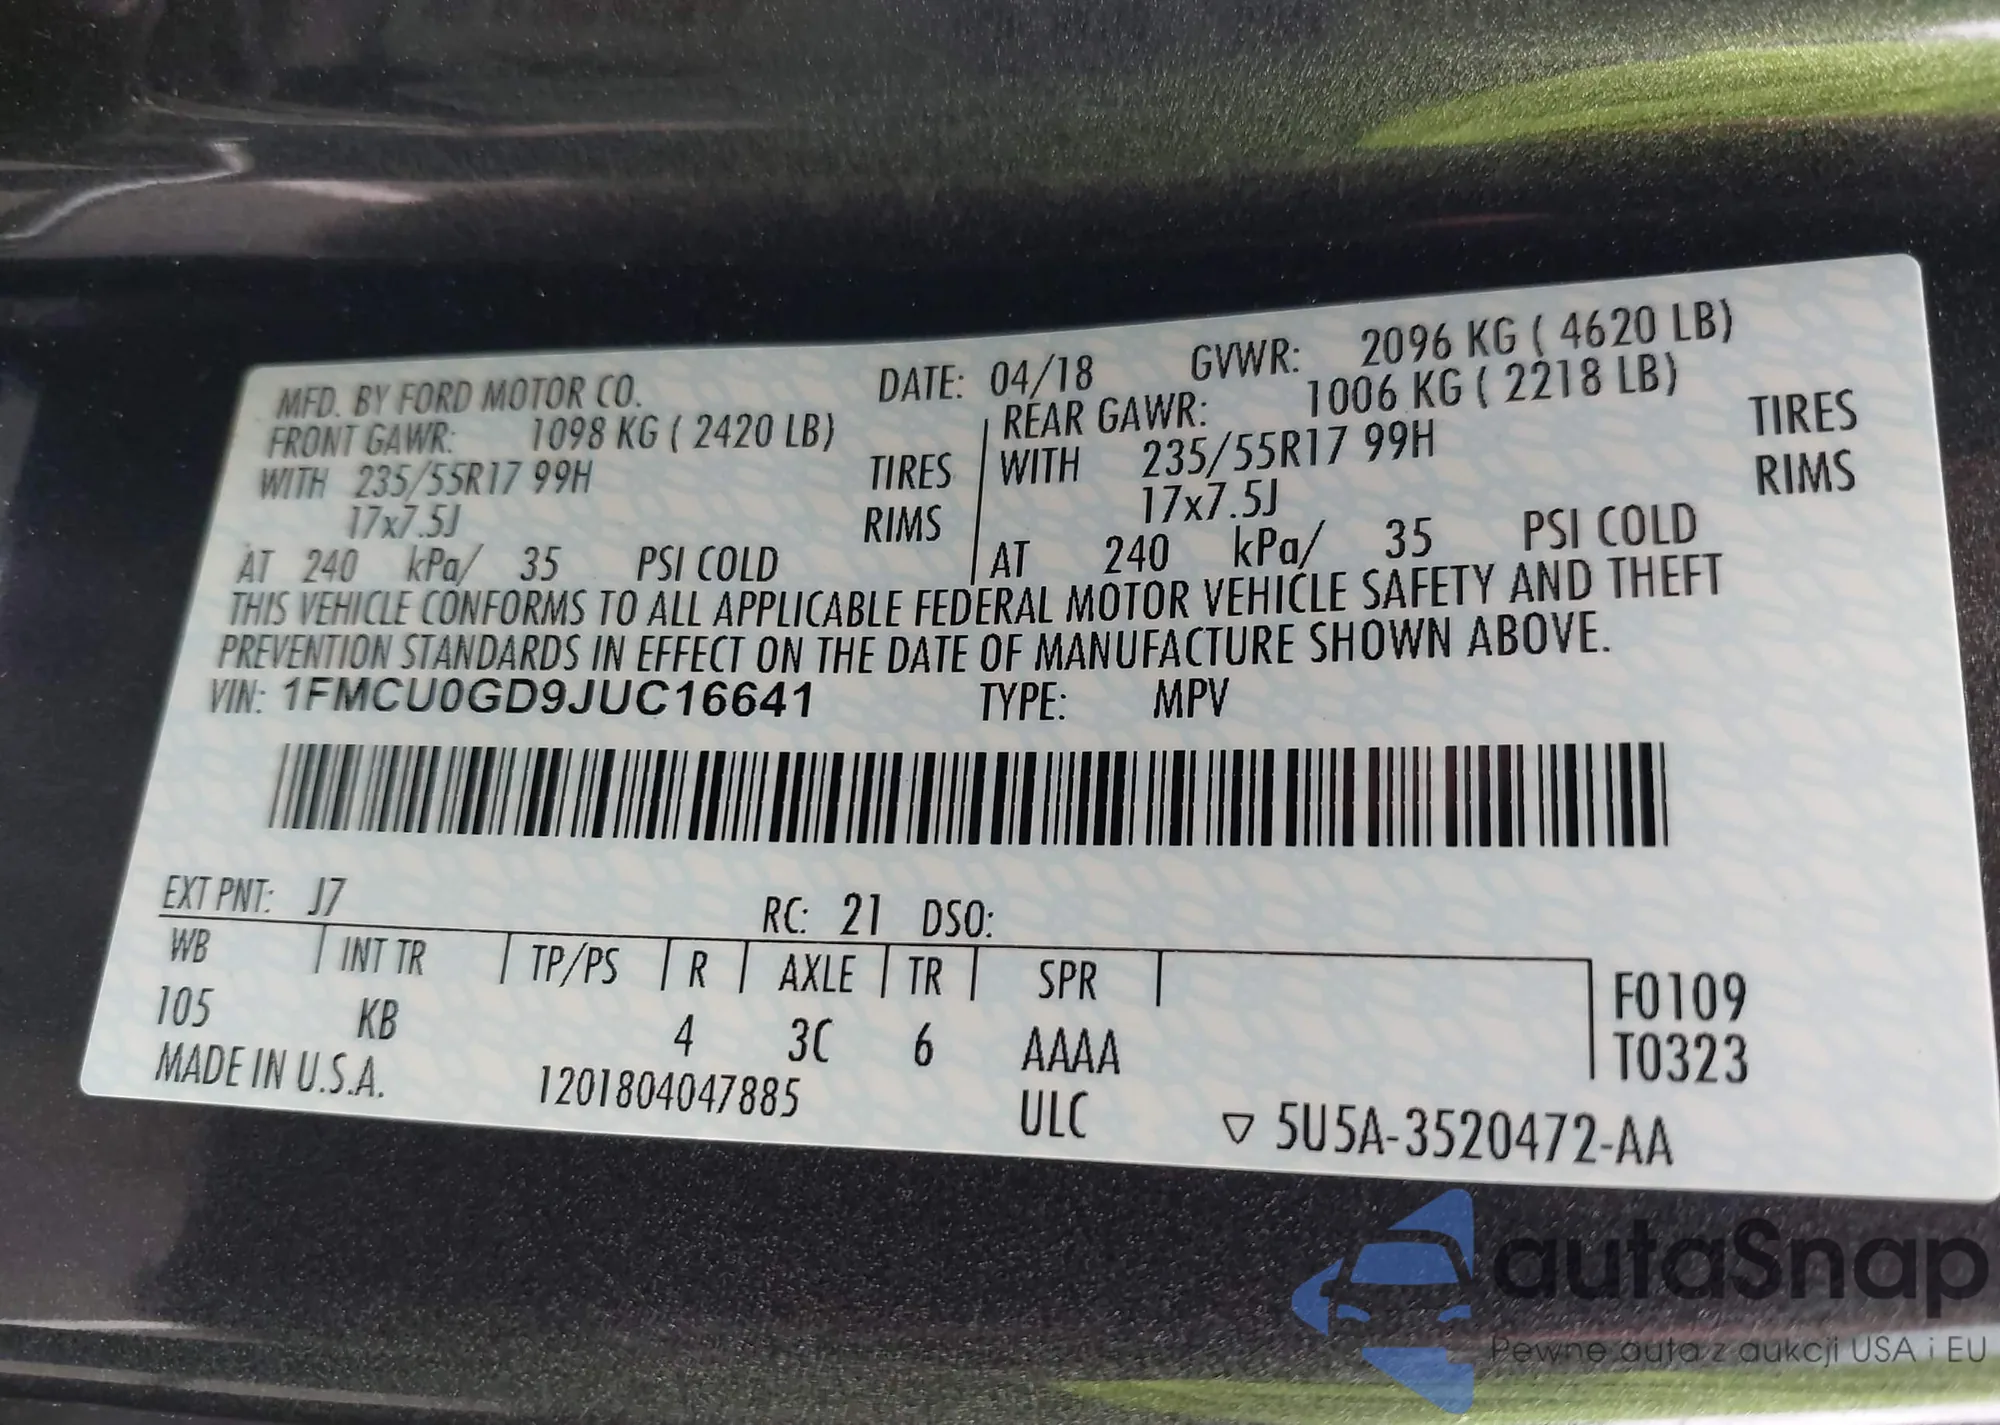 MFD. BY FORD MOTOR CO. DATE: 04/18 GVWR: 2096 KG ( 4620 LB)
FRONT GAWR: 1098 KG ( 2420 LB) REAR GAWR: 1006 KG ( 2218 LB)
WITH 235/55R17 99H TIRES WITH 235/55R17 99H TIRES
17x7.5J RIMS 17x7.5J RIMS
AT 240 kPa/ 35 PSI COLD AT 240 kPa/ 35 PSI COLD
THIS VEHICLE CONFORMS TO ALL APPLICABLE FEDERAL MOTOR VEHICLE SAFETY AND THEFT
PREVENTION STANDARDS IN EFFECT ON THE DATE OF MANUFACTURE SHOWN ABOVE.
VIN: 1FMCU0GD9JUC16641 TYPE: MPV
EXT PNT: J7 RC: 21 DSO:
WB INT TR TP/PS R AXLE TR SPR F0109
105 KB 4 3C 6 AAAA T0323
MADE IN U.S.A. 1201804047885 ULC ▽ 5U5A-3520472-AA
autaSnap
Pewne auta z aukcji USA i EU